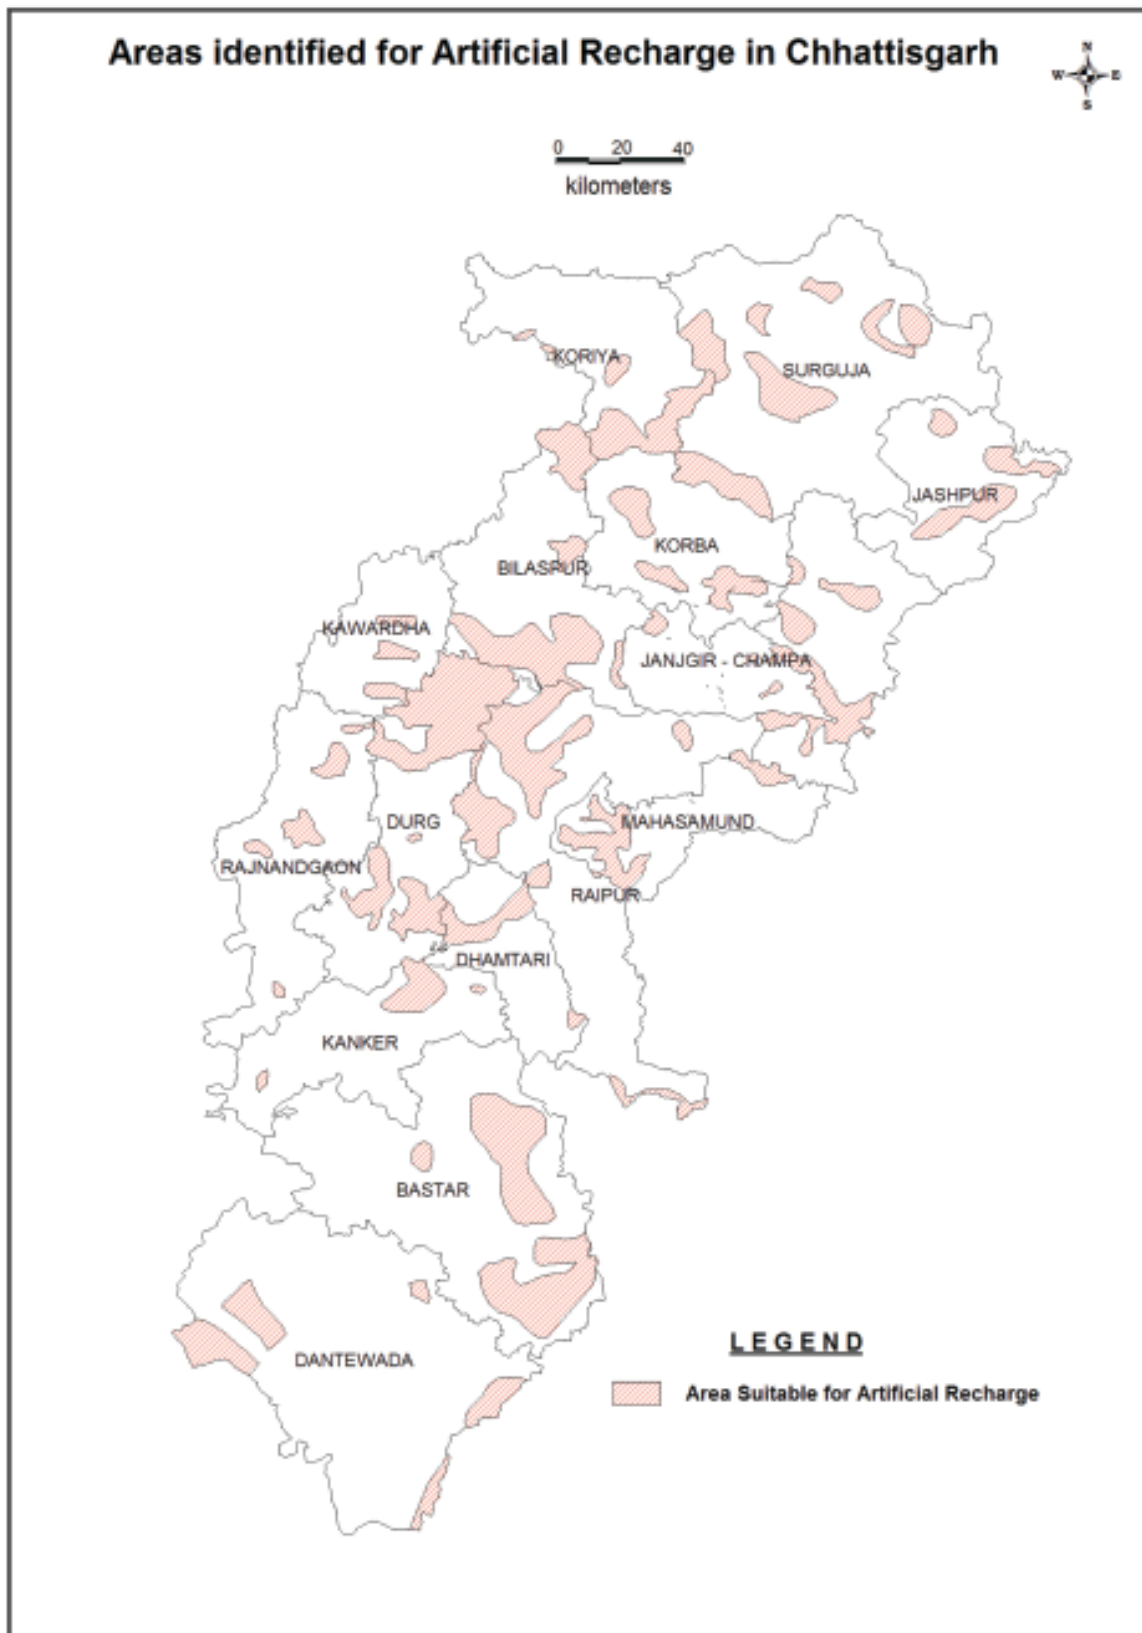 Areas identified for Artificial Recharge in Chhattisgarh
N
W E
S
0 20 40
kilometers
KORIYA
SURGUJA
JASHPUR
KORBA
BILASPUR
KAWARDHA
JANJGIR - CHAMPA
DURG
MAHASAMUND
RAJNANDGAON
RAIPUR
DHAMTARI
KANKER
BASTAR
LEGEND
DANTEWADA
Area Suitable for Artificial Recharge